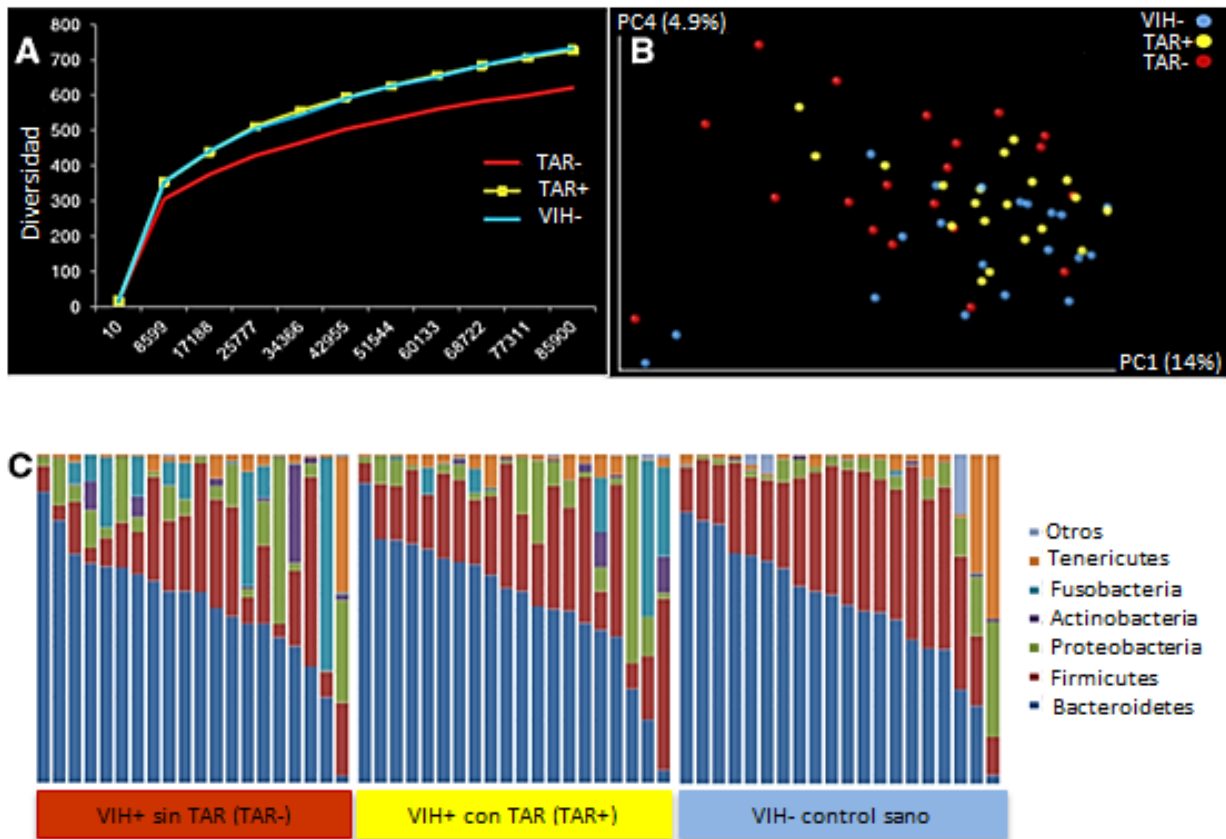 A
800
700
600
500
400
300
200
100
0
Diversidad
10
8599
17188
25777
34366
42955
51544
60133
68722
77311
85900
TAR-
TAR+
VIH-
PC4 (4.9%)
B
VIH-
TAR+
TAR-
PC1 (14%)
C
Otros
Tenericutes
Fusobacteria
Actinobacteria
Proteobacteria
Firmicutes
Bacteroidetes
VIH+ sin TAR (TAR-)
VIH+ con TAR (TAR+)
VIH- control sano